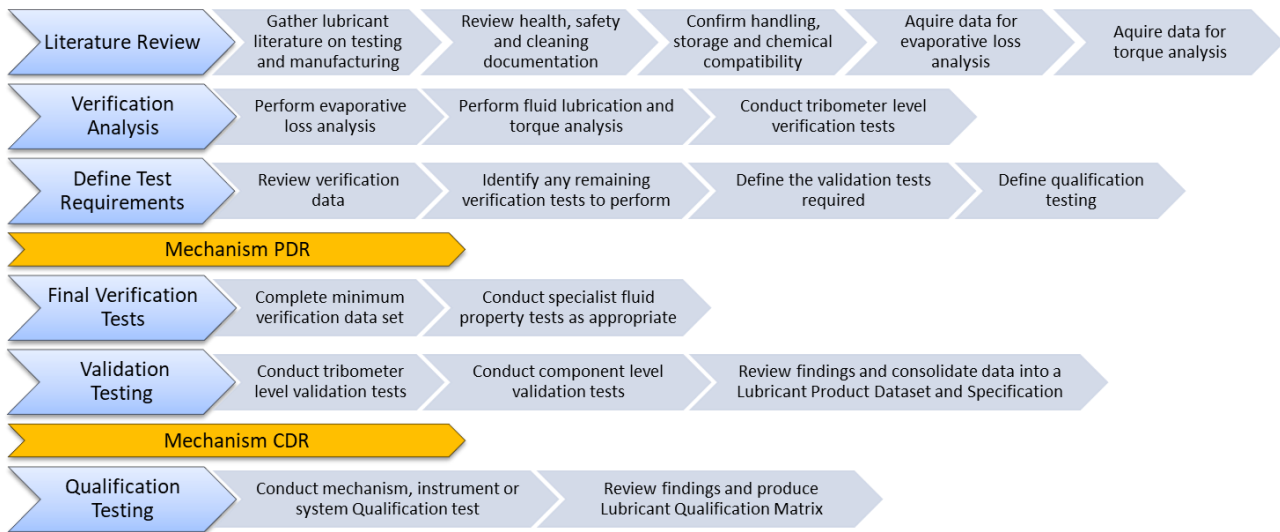 Literature Review
Gather lubricant
literature on testing
and manufacturing
Review health, safety
and cleaning
documentation
Confirm handling,
storage and chemical
compatibility
Aquire data for
evaporative loss
analysis
Aquire data for
torque analysis
Verification
Analysis
Perform evaporative
loss analysis
Perform fluid lubrication and
torque analysis
Conduct tribometer level
verification tests
Define Test
Requirements
Review verification
data
Identify any remaining
verification tests to perform
Define the validation tests
required
Define qualification
testing
Mechanism PDR
Final Verification
Tests
Complete minimum
verification data set
Conduct specialist fluid
property tests as appropriate
Validation
Testing
Conduct tribometer
level validation tests
Conduct component level
validation tests
Review findings and consolidate data into a
Lubricant Product Dataset and Specification
Mechanism CDR
Qualification
Testing
Conduct mechanism, instrument or
system Qualification test
Review findings and produce
Lubricant Qualification Matrix